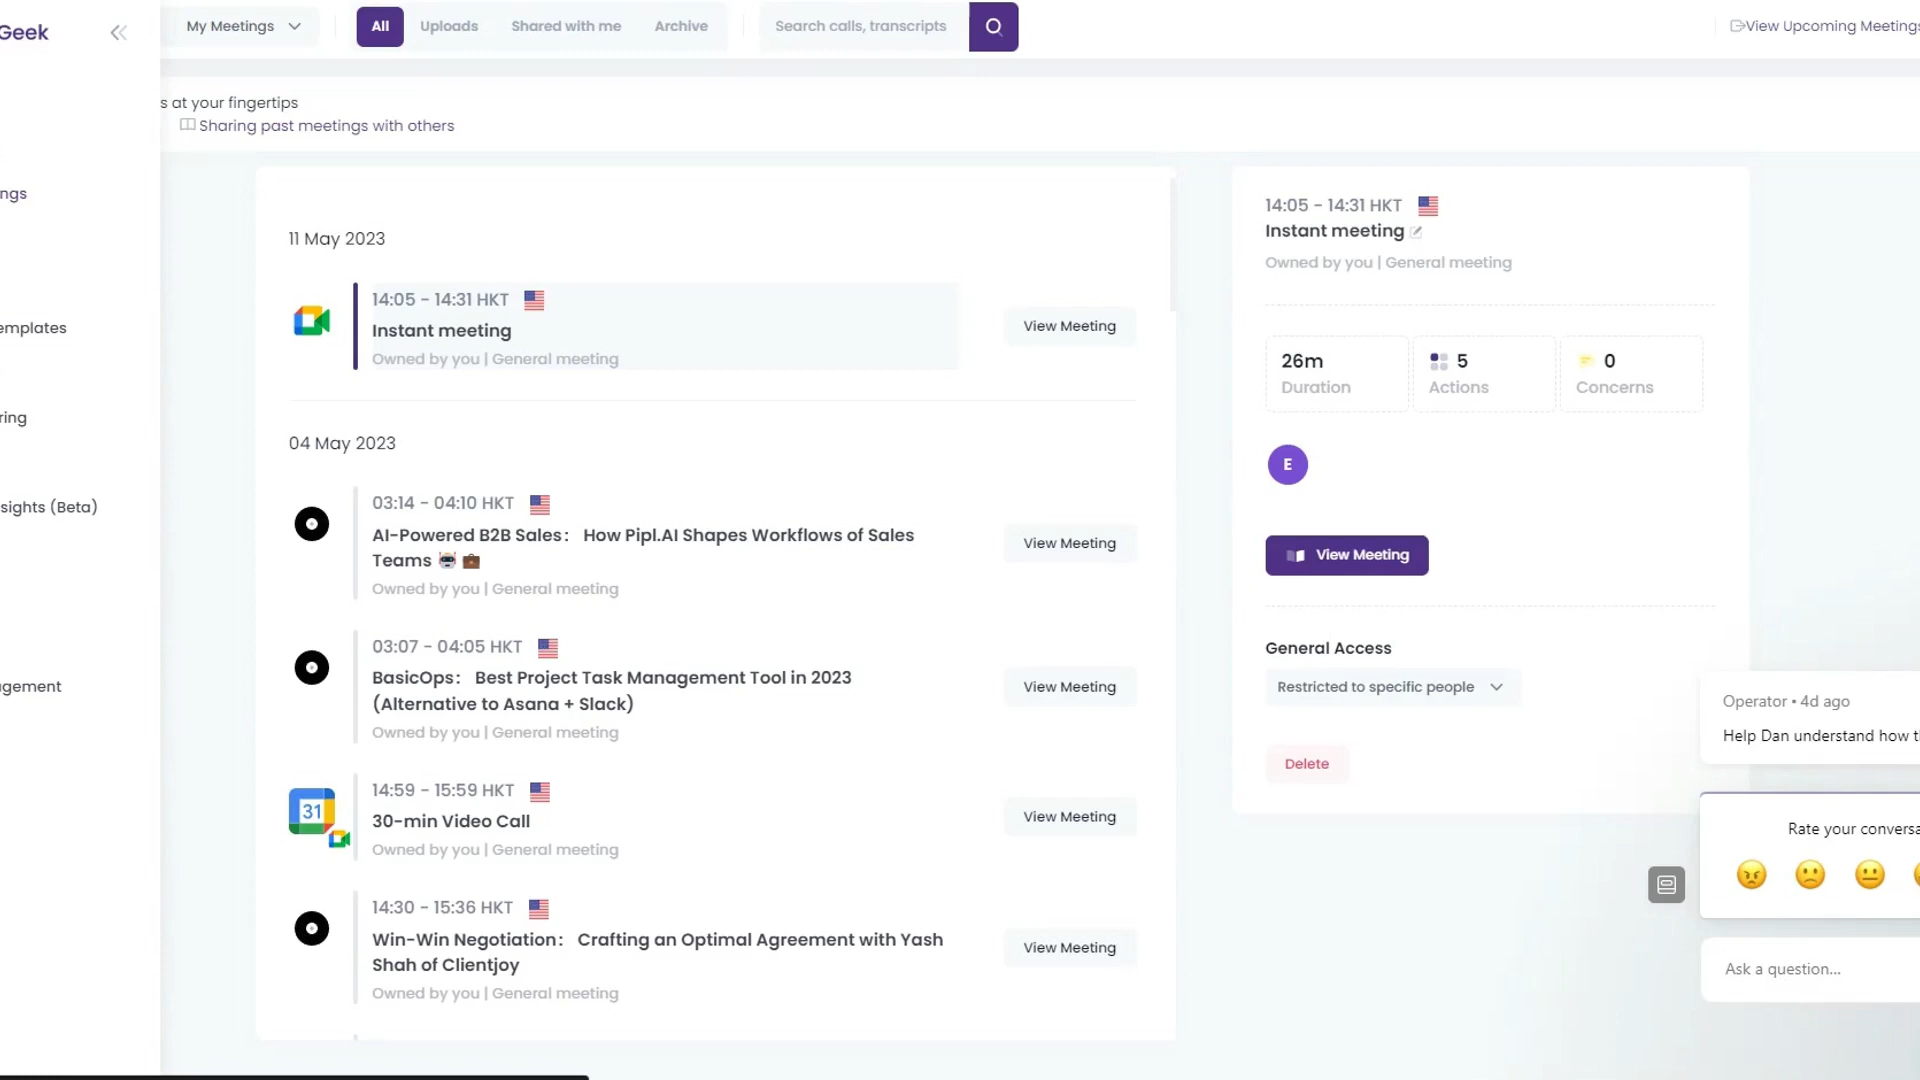 Geek
My Meetings
All
Uploads
Shared with me
Archive
Search calls, transcripts
View Upcoming Meetings
s at your fingertips
Sharing past meetings with others
ngs
emplates
ring
sights (Beta)
gement
11 May 2023
14:05 - 14:31 HKT
Instant meeting
Owned by you | General meeting
View Meeting
04 May 2023
03:14 - 04:10 HKT
AI-Powered B2B Sales： How Pipl.AI Shapes Workflows of Sales
Teams 🤖 💼
Owned by you | General meeting
View Meeting
03:07 - 04:05 HKT
BasicOps： Best Project Task Management Tool in 2023
(Alternative to Asana + Slack)
Owned by you | General meeting
View Meeting
31
14:59 - 15:59 HKT
30-min Video Call
Owned by you | General meeting
View Meeting
14:30 - 15:36 HKT
Win-Win Negotiation： Crafting an Optimal Agreement with Yash
Shah of Clientjoy
Owned by you | General meeting
View Meeting
14:05 - 14:31 HKT
Instant meeting
Owned by you | General meeting
26m
Duration
5
Actions
0
Concerns
E
View Meeting
General Access
Restricted to specific people
Delete
Operator • 4d ago
Help Dan understand how
Rate your conversa
Ask a question...